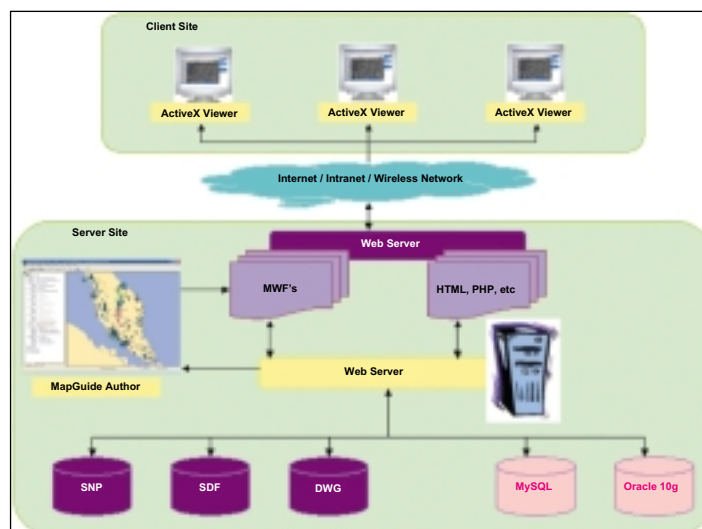 Client Site
ActiveX Viewer
ActiveX Viewer
ActiveX Viewer
Internet / Intranet / Wireless Network
Server Site
Web Server
MWF's
HTML, PHP, etc
MapGuide Author
Web Server
SNP
SDF
DWG
MySQL
Oracle 10g